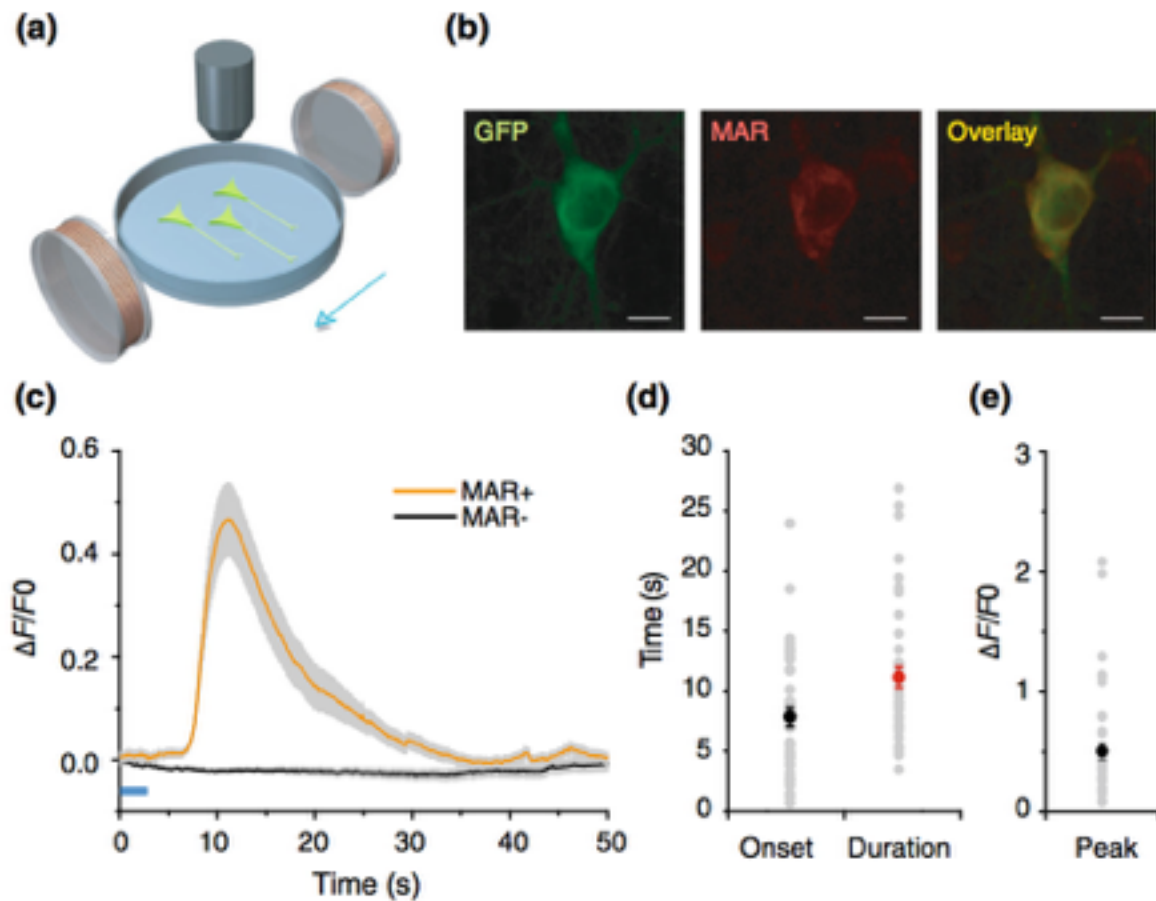 (a)
(b)
GFP
MAR
Overlay
(c)
0.6
0.4
0.2
0.0
ΔF/F0
MAR+
MAR-
0 10 20 30 40 50
Time (s)
(d)
30
25
20
15
10
5
0
Time (s)
Onset Duration
(e)
3
2
1
0
ΔF/F0
Peak